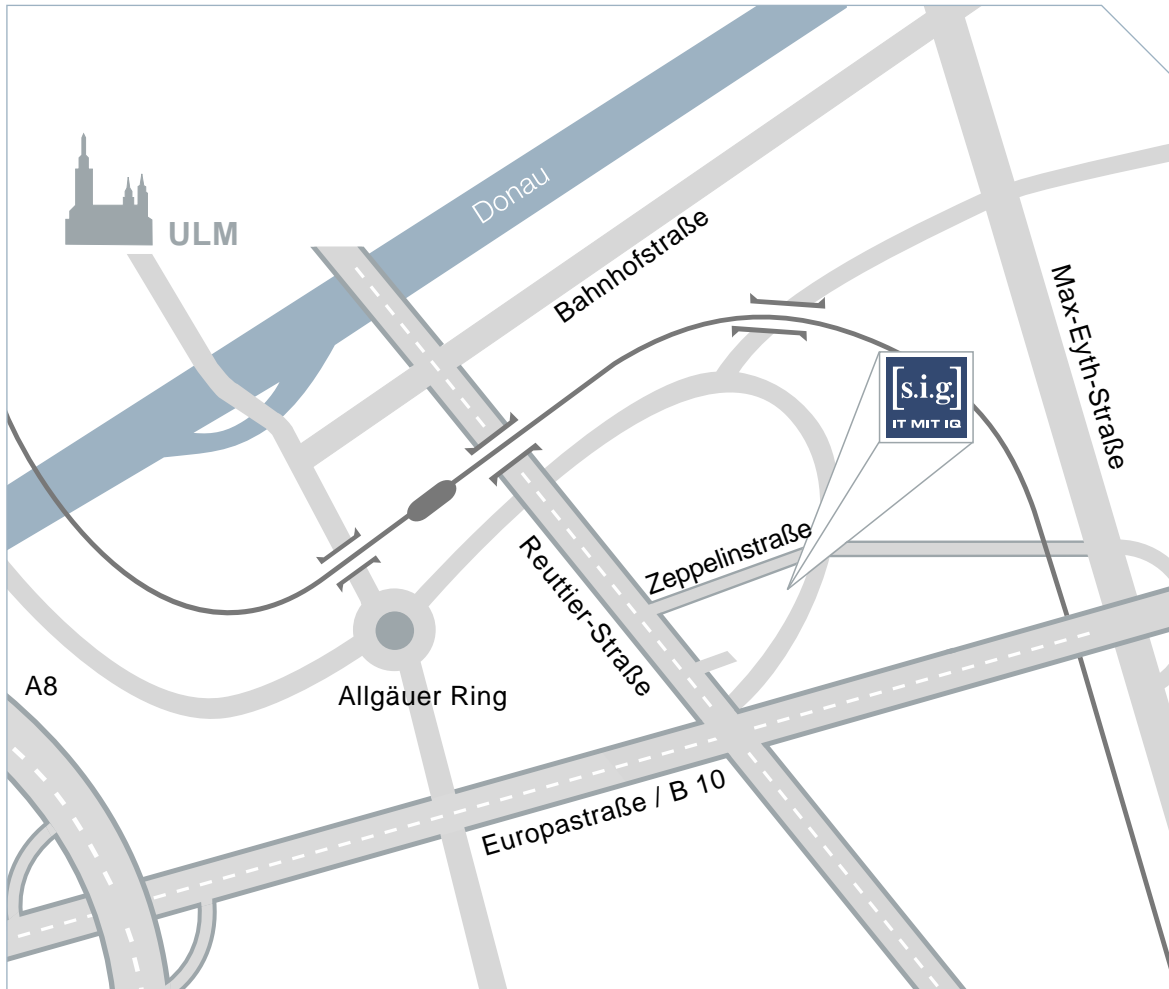 Donau
ULM
Bahnhofstraße
Max-Eyth-Straße
[s.i.g.]
IT MIT IQ
Zeppelinstraße
Reuttier-Straße
A8
Allgäuer Ring
Europastraße / B 10